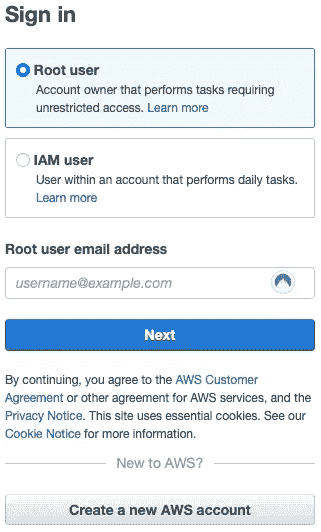 Sign in
Root user
Account owner that performs tasks requiring
unrestricted access. Learn more
IAM user
User within an account that performs daily tasks.
Learn more
Root user email address
username@example.com
Next
By continuing, you agree to the AWS Customer
Agreement or other agreement for AWS services, and the
Privacy Notice. This site uses essential cookies. See our
Cookie Notice for more information.
New to AWS?
Create a new AWS account